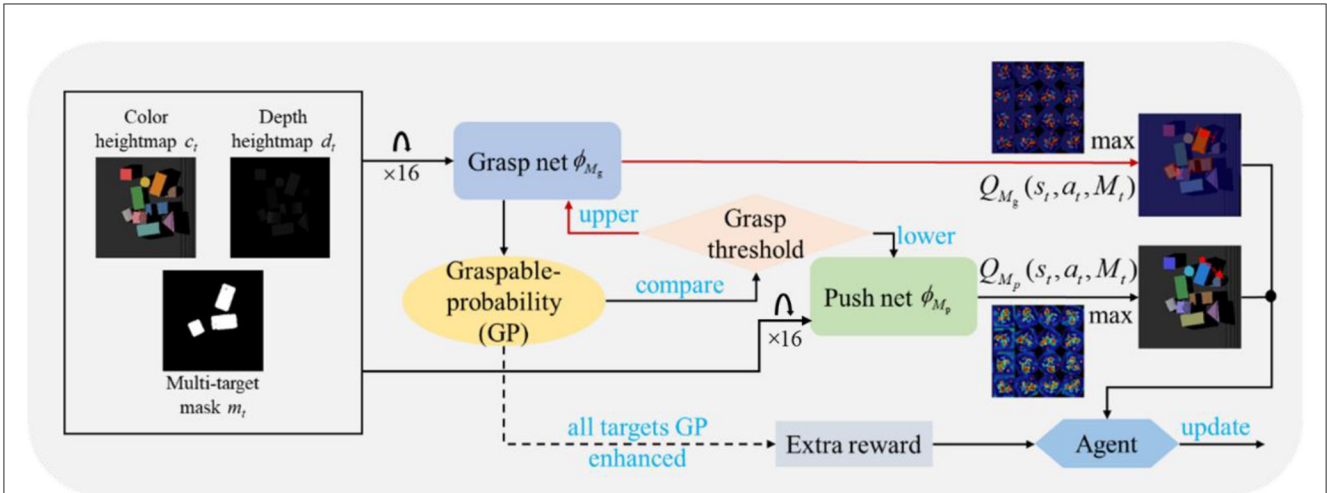 Color
heightmap c_t
Depth
heightmap d_t
Multi-target
mask m_t
×16
Grasp net ϕ_{M_g}
upper
Grasp
threshold
lower
Graspable-
probability
(GP)
compare
×16
Push net ϕ_{M_p}
max
Q_{M_g}(s_t, a_t, M_t)
Q_{M_p}(s_t, a_t, M_t)
max
all targets GP
enhanced
Extra reward
Agent
update